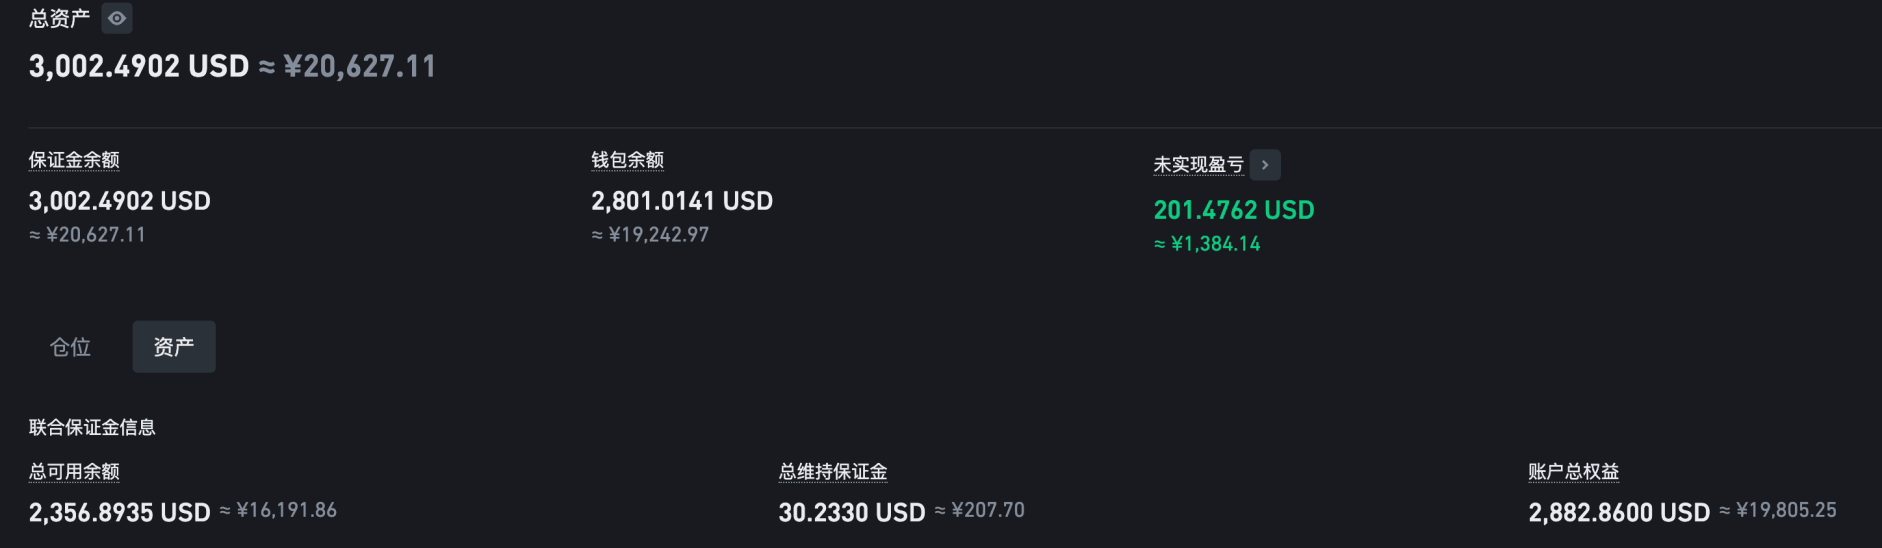 总资产
3,002.4902 USD ≈ ¥20,627.11
保证金余额
3,002.4902 USD
≈ ¥20,627.11
钱包余额
2,801.0141 USD
≈ ¥19,242.97
未实现盈亏
201.4762 USD
≈ ¥1,384.14
仓位 资产
联合保证金信息
总可用余额
2,356.8935 USD ≈ ¥16,191.86
总维持保证金
30.2330 USD ≈ ¥207.70
账户总权益
2,882.8600 USD ≈ ¥19,805.25